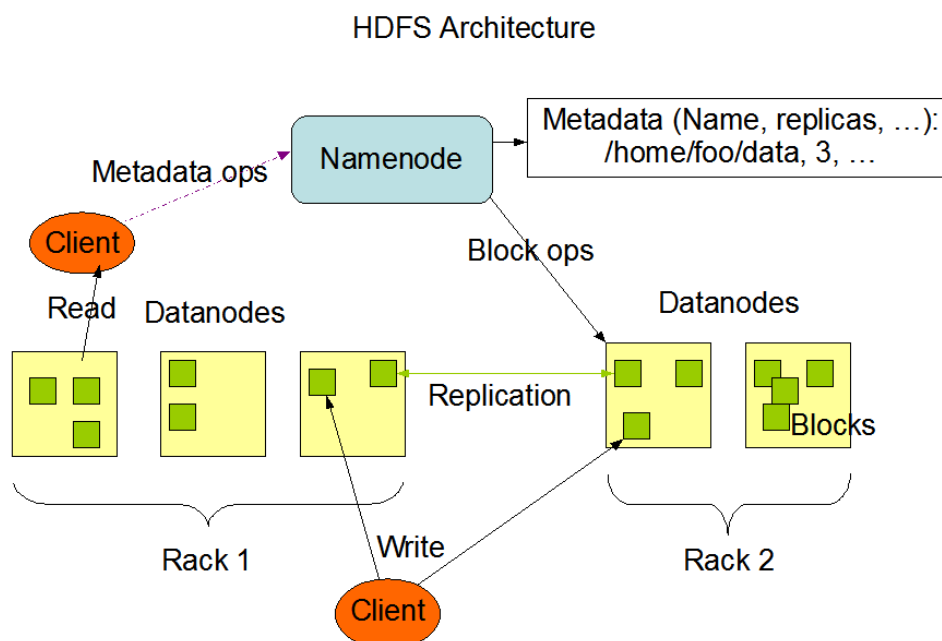 HDFS Architecture
Metadata (Name, replicas, …):
/home/foo/data, 3, …
Namenode
Metadata ops
Client
Block ops
Read
Datanodes
Datanodes
Replication
Blocks
Rack 1
Write
Rack 2
Client